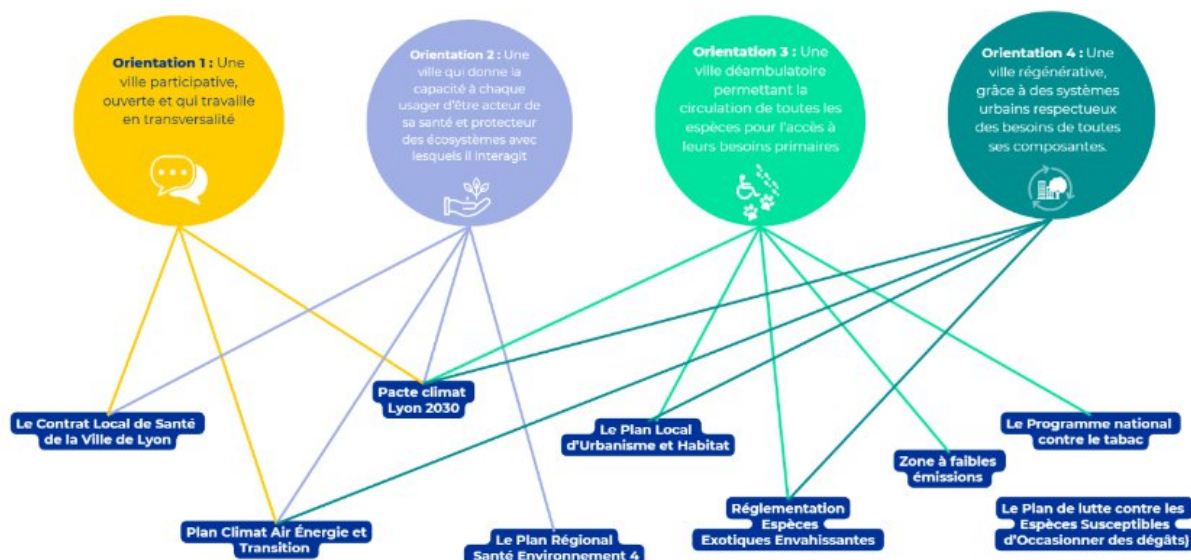 Orientation 1 : Une
ville participative,
ouverte et qui travaille
en transversalité
Orientation 2 : Une
ville qui donne la
capacité à chaque
usager d'être acteur de
sa santé et protecteur
des écosystèmes avec
lesquels il interagit
Orientation 3 : Une
ville déambulatoire
permettant la
circulation de toutes les
espèces pour l'accès à
leurs besoins primaires
Orientation 4 : Une
ville régénérative,
grâce à des systèmes
urbains respectueux
des besoins de toutes
ses composantes.
Pacte climat
Lyon 2030
Le Contrat Local de Santé
de la Ville de Lyon
Le Plan Local
d'Urbanisme et Habitat
Le Programme national
contre le tabac
Zone à faibles
émissions
Plan Climat Air Énergie et
Transition
Le Plan Régional
Santé Environnement 4
Réglementation
Espèces
Exotiques Envahissantes
Le Plan de lutte contre les
Espèces Susceptibles
d'Occasionner des dégâts)